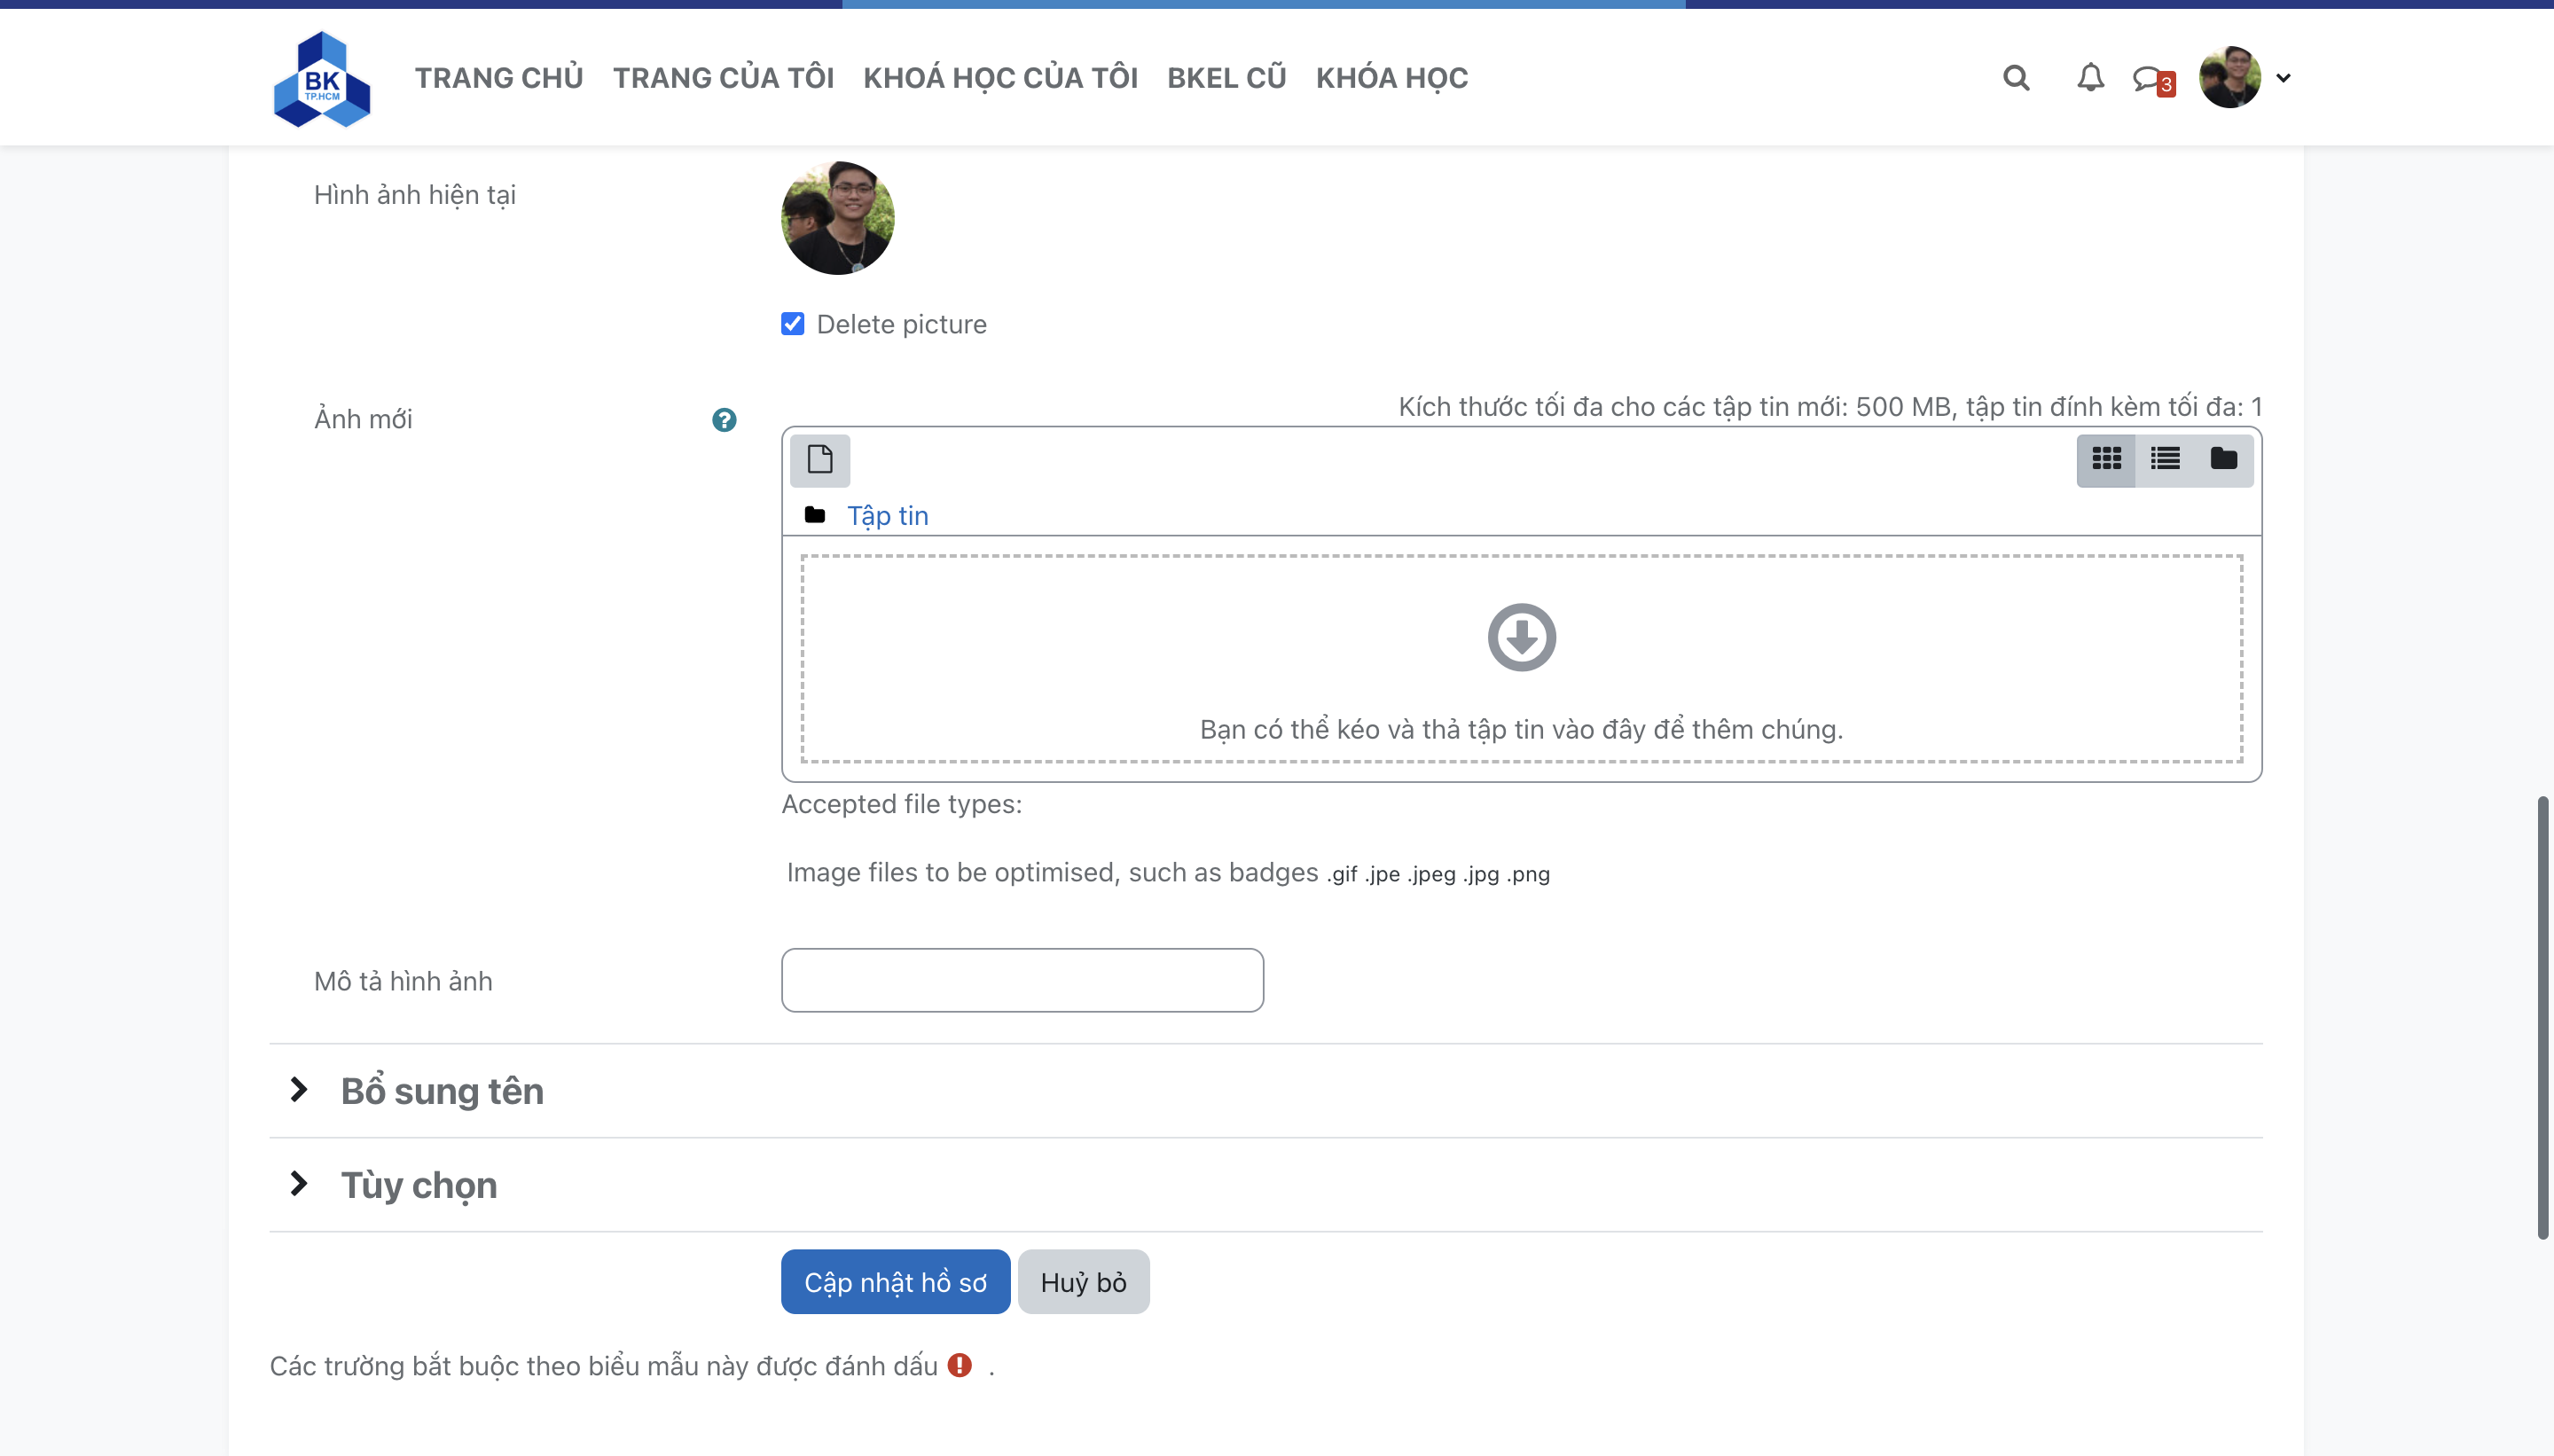 BK
TP.HCM
TRANG CHỦ TRANG CỦA TÔI KHOÁ HỌC CỦA TÔI BKEL CŨ KHÓA HỌC
3
Hình ảnh hiện tại
Delete picture
Ảnh mới
Kích thước tối đa cho các tập tin mới: 500 MB, tập tin đính kèm tối đa: 1
Tập tin
Bạn có thể kéo và thả tập tin vào đây để thêm chúng.
Accepted file types:
Image files to be optimised, such as badges .gif .jpe .jpeg .jpg .png
Mô tả hình ảnh
Bổ sung tên
Tùy chọn
Cập nhật hồ sơ Huỷ bỏ
Các trường bắt buộc theo biểu mẫu này được đánh dấu .